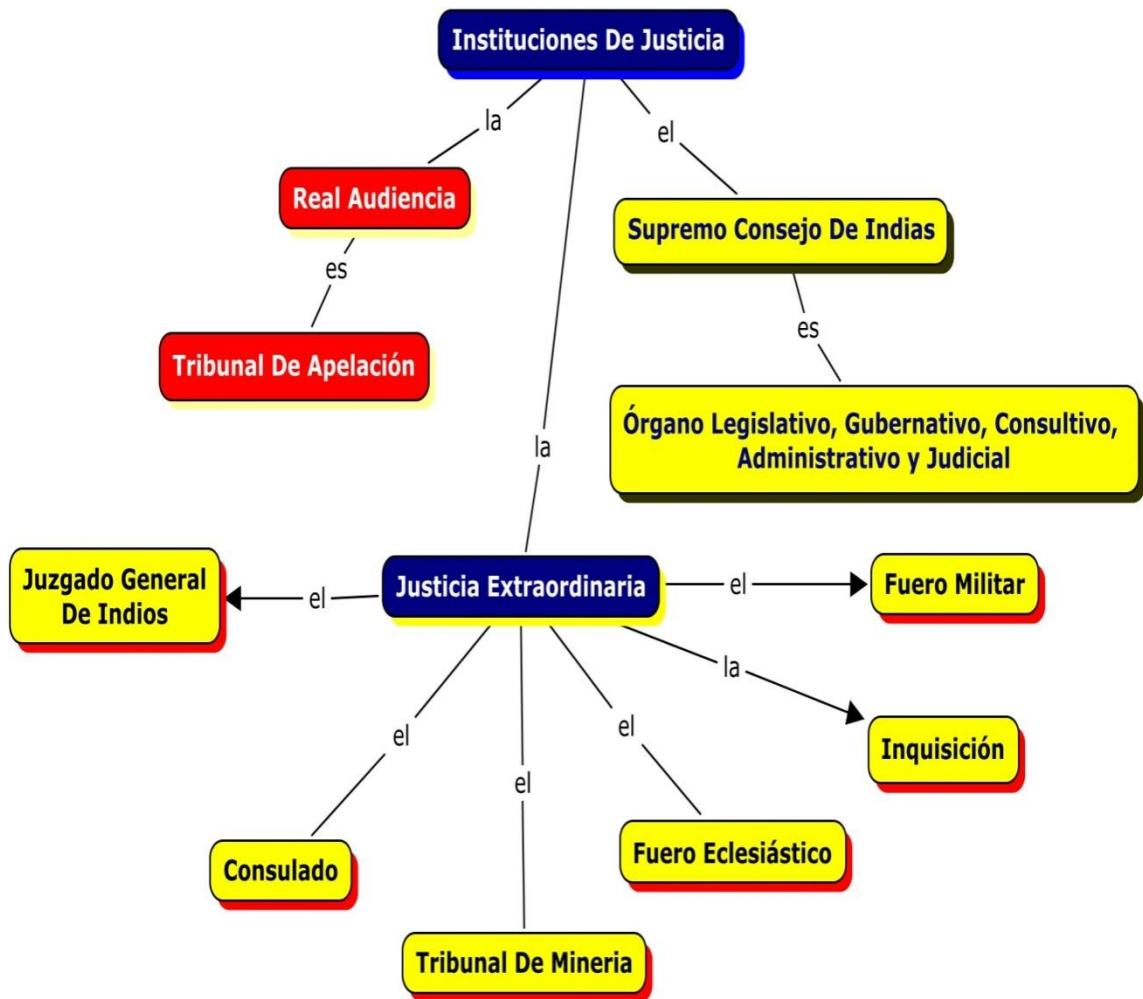 Instituciones De Justicia
la
el
Real Audiencia
Supremo Consejo De Indias
es
es
Tribunal De Apelación
Órgano Legislativo, Gubernativo, Consultivo,
Administrativo y Judicial
la
Juzgado General
De Indios
el
Justicia Extraordinaria
el
Fuero Militar
la
Inquisición
el
el
el
Consulado
Fuero Eclesiástico
Tribunal De Mineria